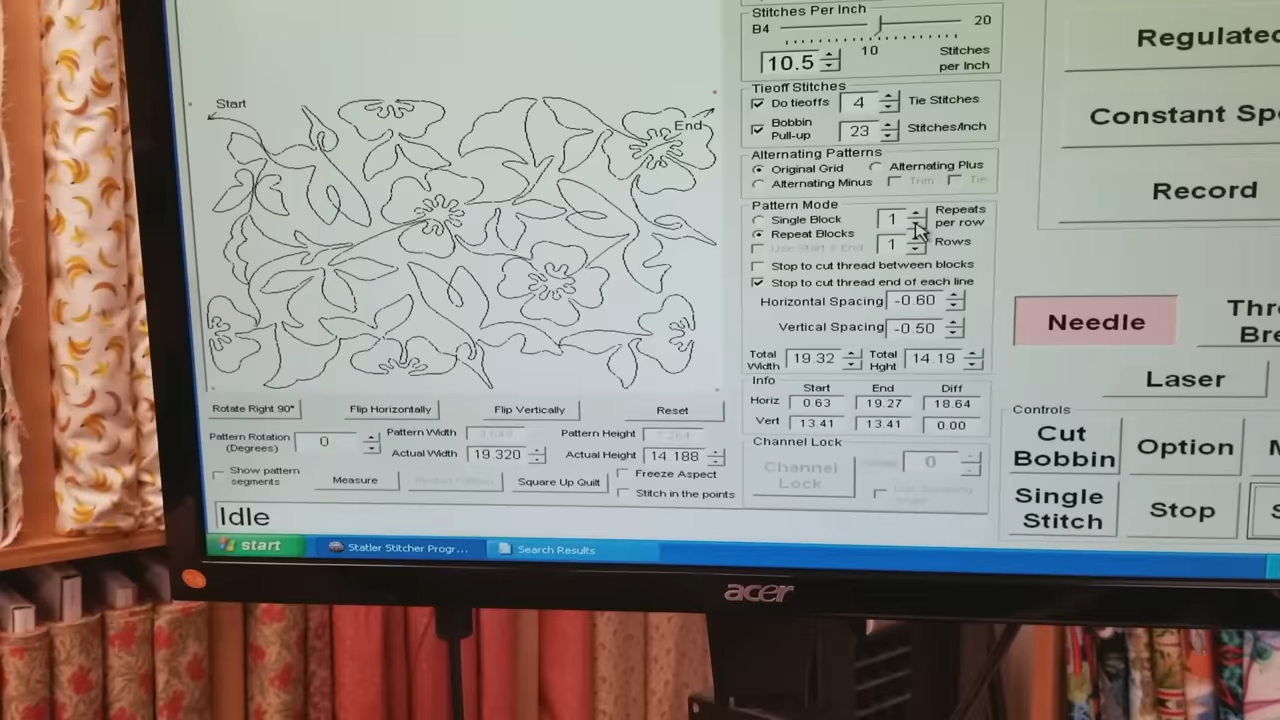 Stitches Per Inch
B4
20
10
10.5
Stitches
per Inch
Tieoff Stitches
Do tieoffs
4
Tie Stitches
Bobbin
Pull-up
23
Stitches/Inch
Alternating Patterns
Original Grid
Alternating Plus
Alternating Minus
Trim
Tie
Pattern Mode
Single Block
1
Repeats
per row
Repeat Blocks
Use Start & End
1
Rows
Stop to cut thread between blocks
Stop to cut thread end of each line
Horizontal Spacing
-0.60
Vertical Spacing
-0.50
Total
Width
19.32
Total
Hght
14.19
Info
Start
End
Diff
Horiz
0.63
19.27
18.64
Vert
13.41
13.41
0.00
Channel Lock
Channel
Lock
0
Start
End
Rotate Right 90°
Flip Horizontally
Flip Vertically
Reset
Pattern Rotation
(Degrees)
0
Pattern Width
Pattern Height
Actual Width
19.320
Actual Height
14.188
Show pattern
segments
Measure
Square Up Quilt
Freeze Aspect
Stitch in the points
Idle
start
Statler Stitcher Progr...
Search Results
Regulated
Constant Sp
Record
Needle
Thr
Bre
Laser
Controls
Cut
Bobbin
Option
Single
Stitch
Stop
acer